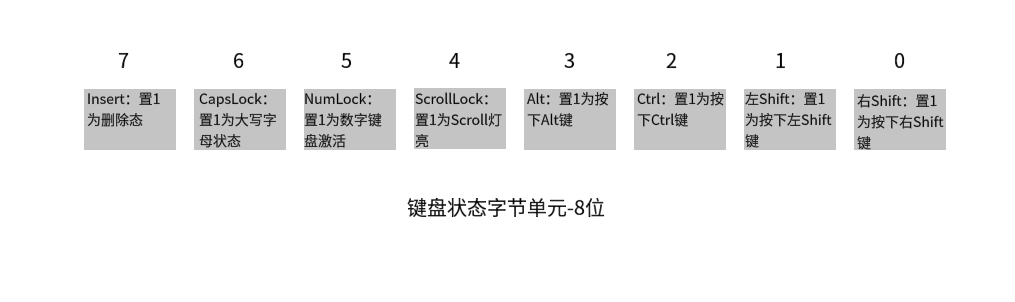 7 6 5 4 3 2 1 0
Insert：置1
为删除态
CapsLock：
置1为大写字
母状态
NumLock：
置1为数字键
盘激活
ScrollLock：
置1为Scroll灯
亮
Alt：置1为按
下Alt键
Ctrl：置1为按
下Ctrl键
左Shift：置1
为按下左Shift
键
右Shift：置1
为按下右Shift
键
键盘状态字节单元-8位